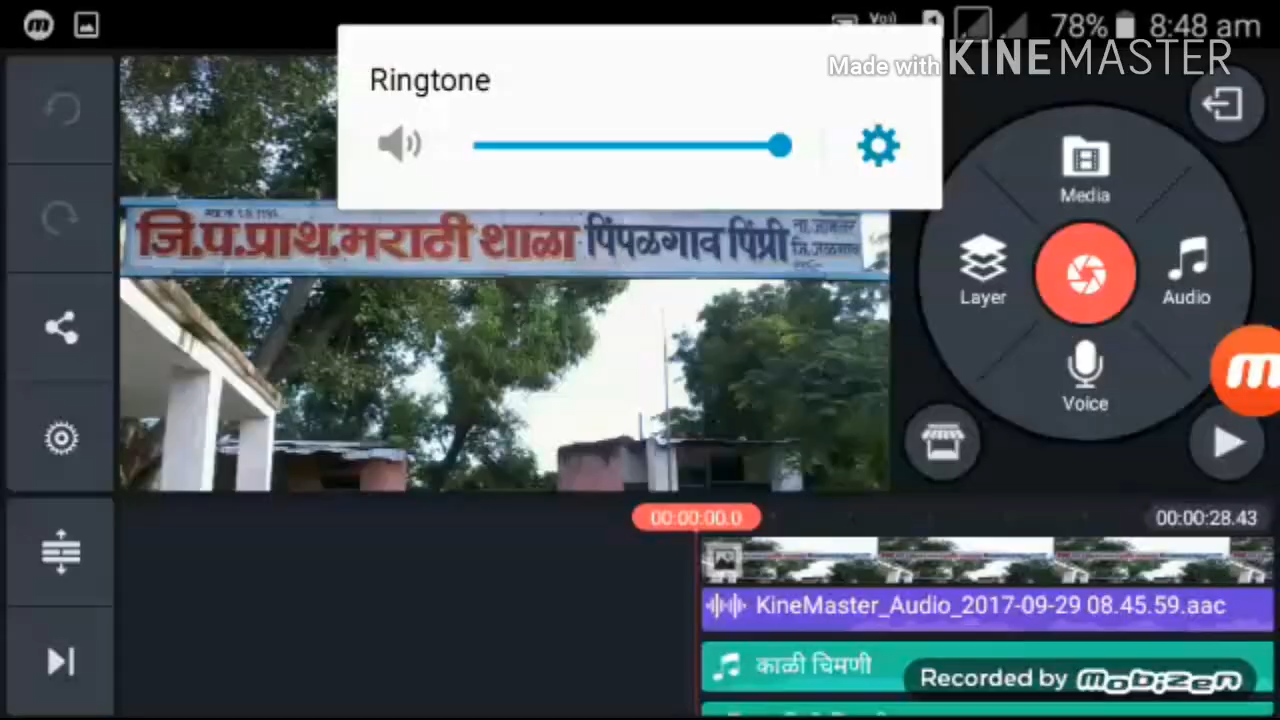 78% 8:48 am
Made with KINEMASTER
Ringtone
Media
जि.प.प्राथ.मराठी शाळा पिंपळगाव पिंप्री
Layer
Audio
Voice
00:00:00.0
00:00:28.43
KineMaster_Audio_2017-09-29 08.45.59.aac
काळी चिमणी
Recorded by mobizen